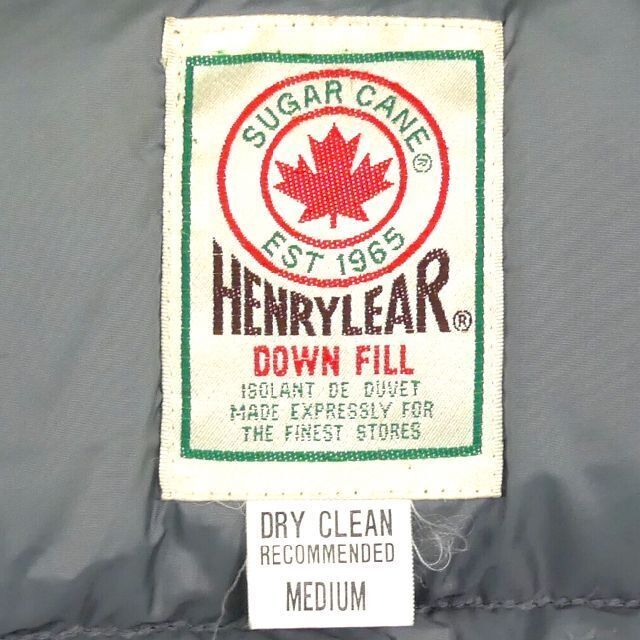 SUGAR CANE®
EST 1965
HENRYLEAR®
DOWN FILL
ISOLANT DE DUVET
MADE EXPRESSLY FOR
THE FINEST STORES
DRY CLEAN
RECOMMENDED
MEDIUM